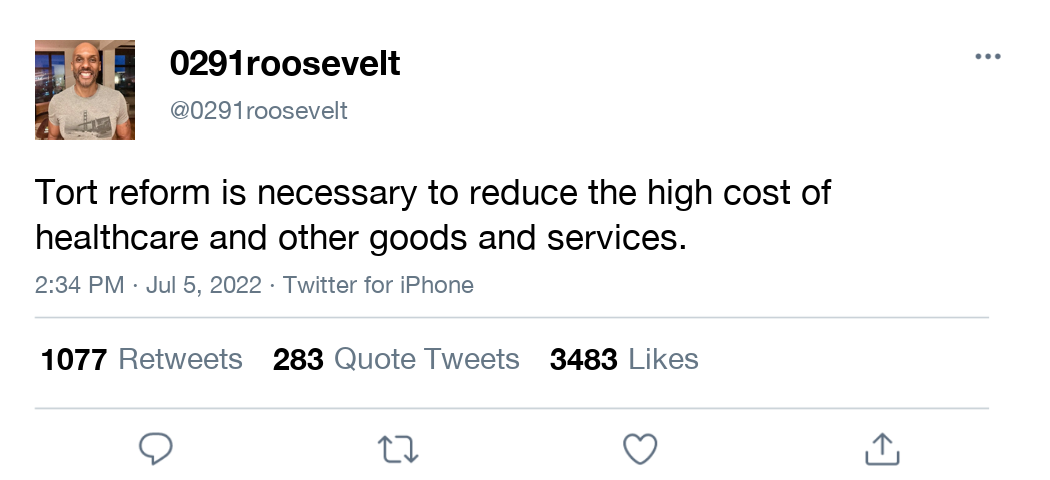 0291roosevelt
@0291roosevelt
Tort reform is necessary to reduce the high cost of
healthcare and other goods and services.
2:34 PM · Jul 5, 2022 · Twitter for iPhone
1077 Retweets 283 Quote Tweets 3483 Likes